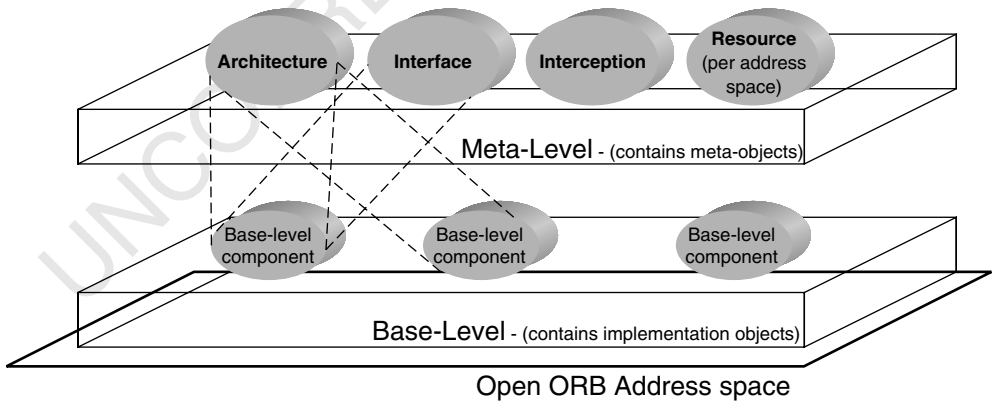 Resource
Architecture Interface Interception (per address
space)
Meta-Level - (contains meta-objects)
Base-level Base-level Base-level
component component component
Base-Level - (contains implementation objects)
Open ORB Address space